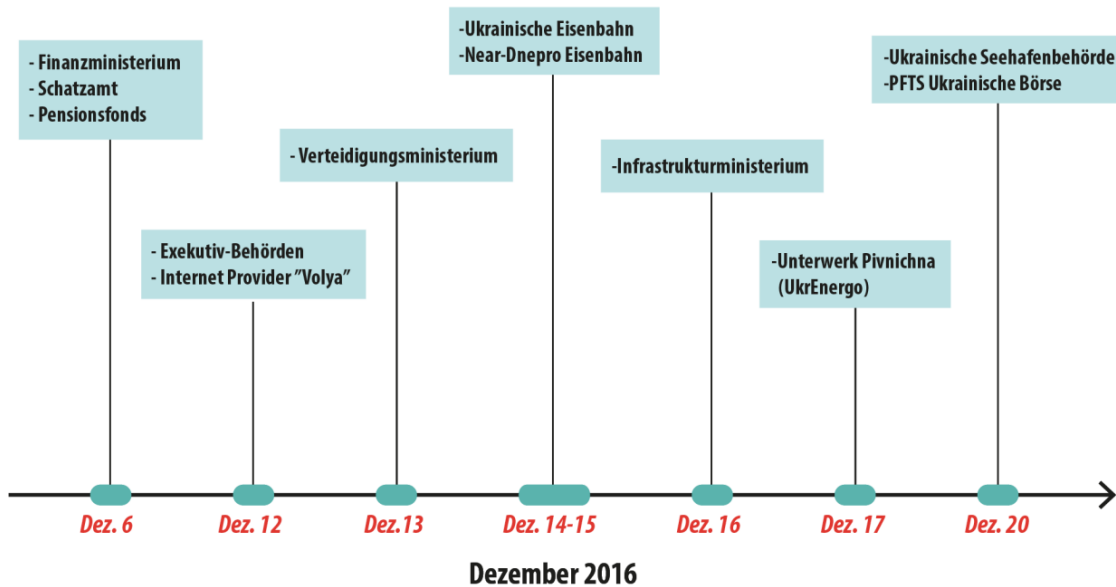 - Finanzministerium
- Schatzamt
- Pensionsfonds
- Exekutiv-Behörden
- Internet Provider ”Volya”
- Verteidigungsministerium
-Ukrainische Eisenbahn
-Near-Dnepro Eisenbahn
-Infrastrukturministerium
-Unterwerk Pivnichna
(UkrEnergo)
-Ukrainische Seehafenbehörde
-PFTS Ukrainische Börse
Dez. 6
Dez. 12
Dez.13
Dez. 14-15
Dez. 16
Dez. 17
Dez. 20
Dezember 2016